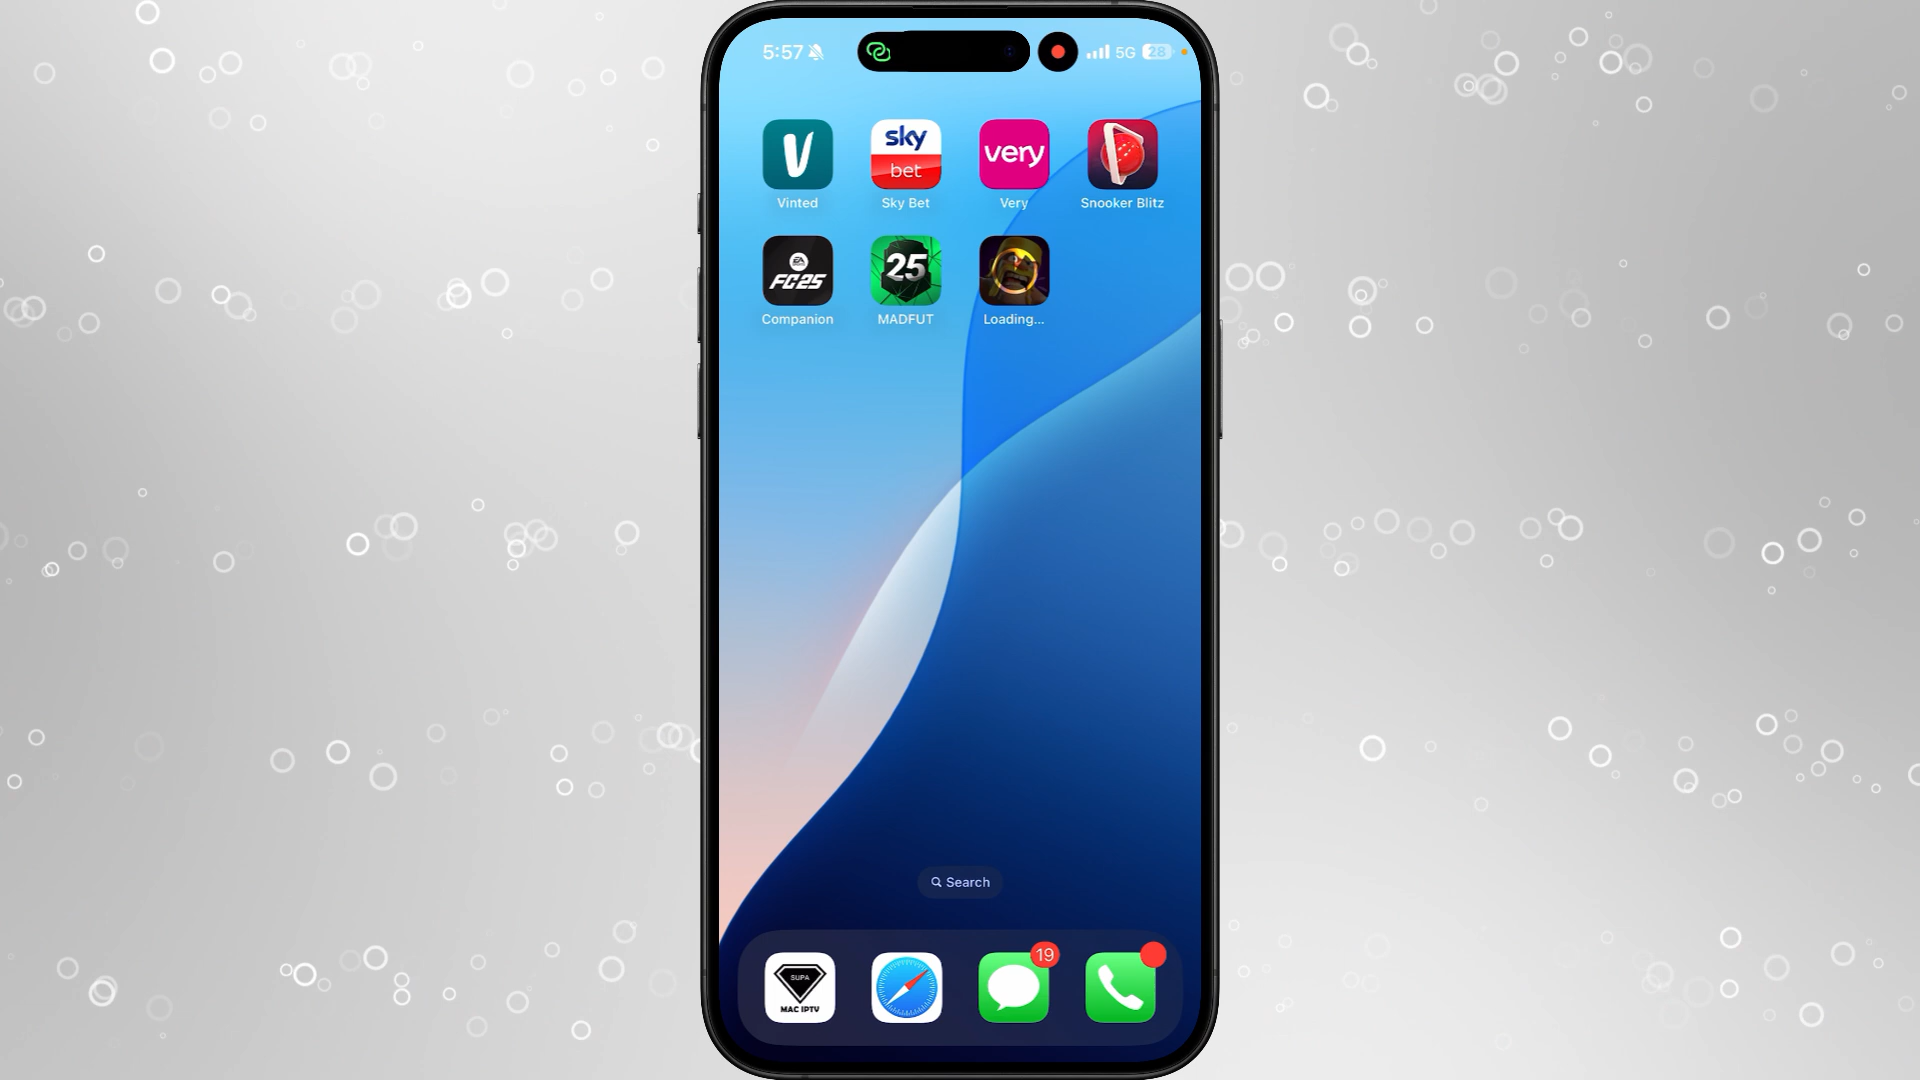 5:57
5G
28
sky
bet
very
Vinted
Sky Bet
Very
Snooker Blitz
EA SPORTS
FC25
25
Companion
MADFUT
Loading...
Search
19
SUPA
MAC IPTV